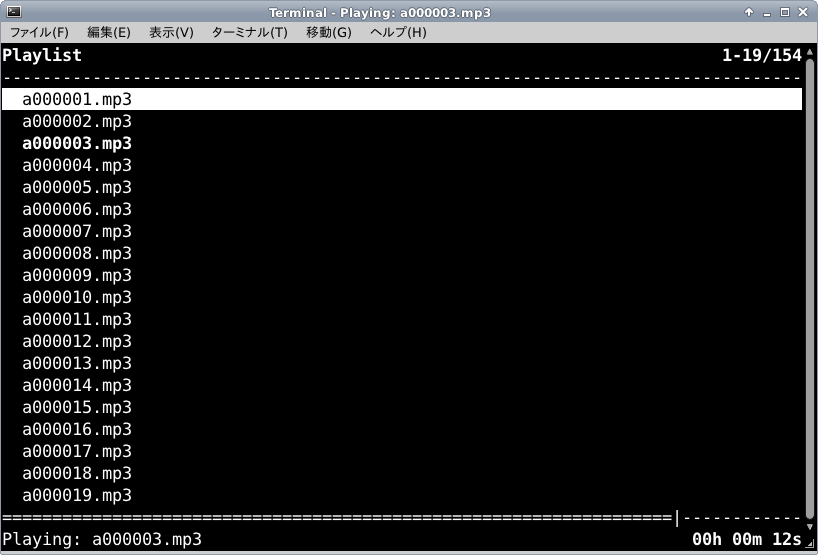 Terminal - Playing: a000003.mp3
ファイル(F) 編集(E) 表示(V) ターミナル(T) 移動(G) ヘルプ(H)
Playlist 1-19/154
--------------------------------------------------------------------------------
a000001.mp3
a000002.mp3
a000003.mp3
a000004.mp3
a000005.mp3
a000006.mp3
a000007.mp3
a000008.mp3
a000009.mp3
a000010.mp3
a000011.mp3
a000012.mp3
a000013.mp3
a000014.mp3
a000015.mp3
a000016.mp3
a000017.mp3
a000018.mp3
a000019.mp3
===================================================================|------------
Playing: a000003.mp3 00h 00m 12s